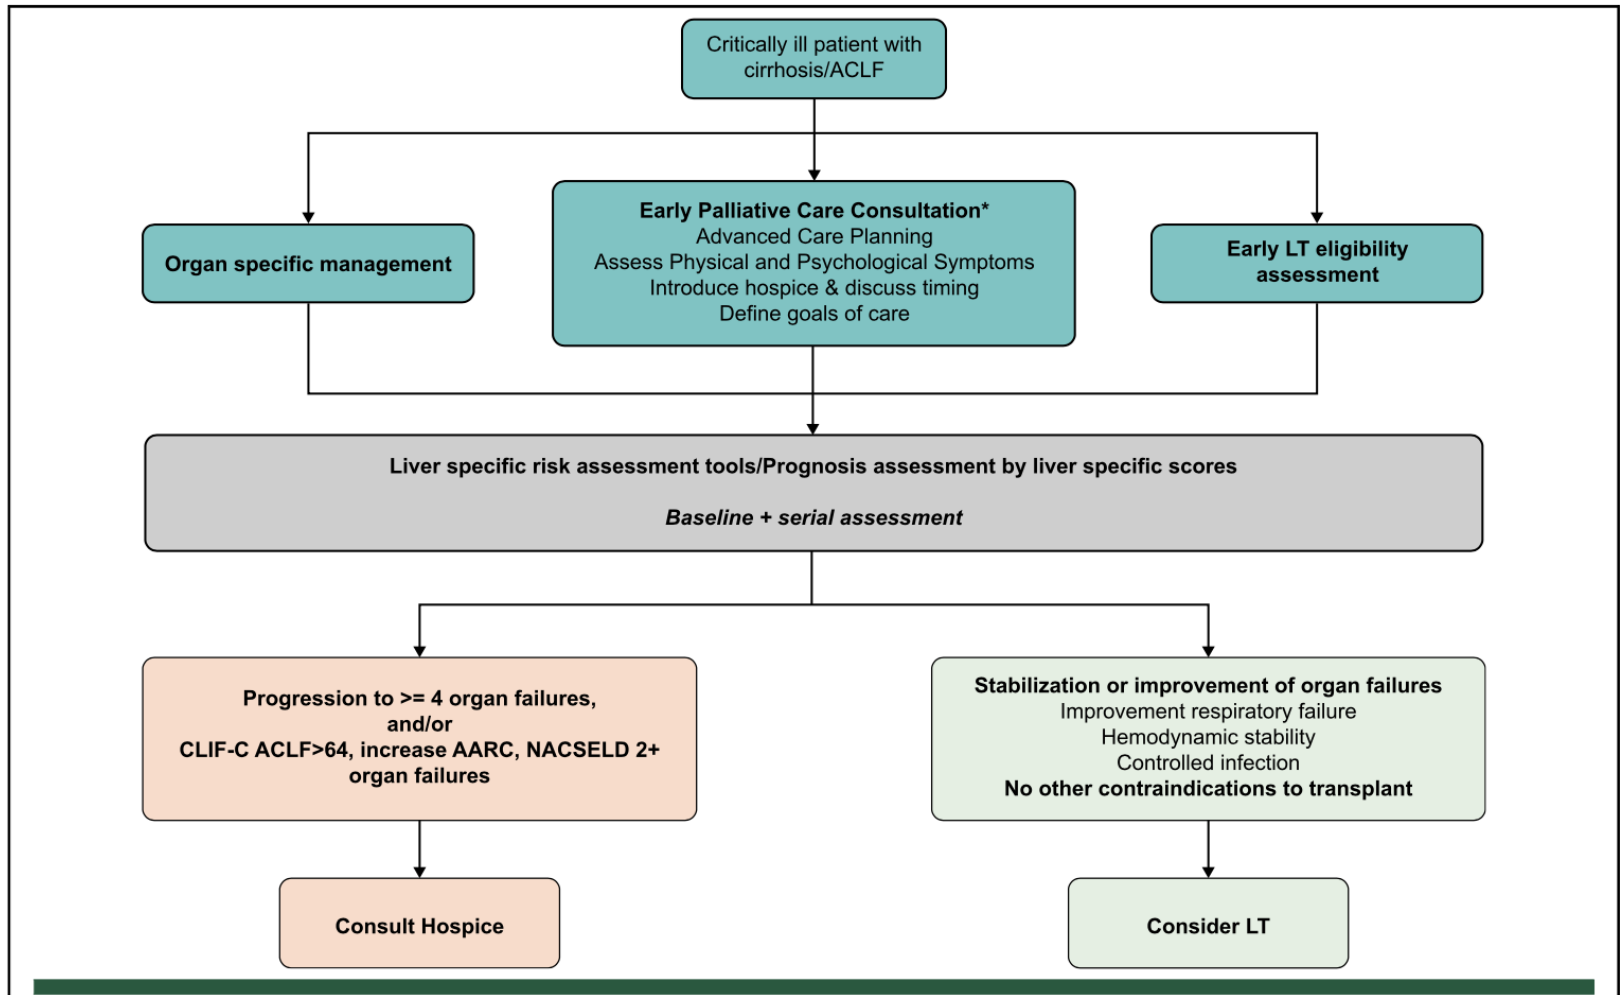 Critically ill patient with
cirrhosis/ACLF
Early Palliative Care Consultation*
Advanced Care Planning
Assess Physical and Psychological Symptoms
Introduce hospice & discuss timing
Define goals of care
Organ specific management
Early LT eligibility
assessment
Liver specific risk assessment tools/Prognosis assessment by liver specific scores
Baseline + serial assessment
Progression to >= 4 organ failures,
and/or
CLIF-C ACLF>64, increase AARC, NACSELD 2+
organ failures
Stabilization or improvement of organ failures
Improvement respiratory failure
Hemodynamic stability
Controlled infection
No other contraindications to transplant
Consult Hospice
Consider LT